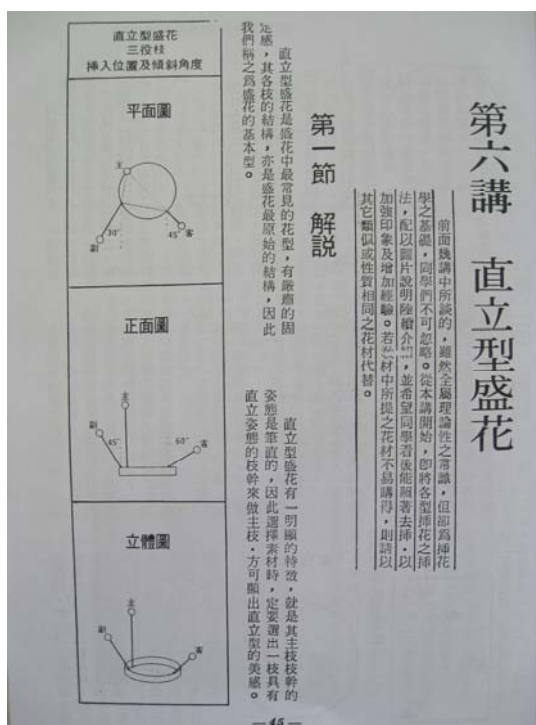 第六講 直立型盛花
前面幾講中所談的，雖然全屬理論性之常識，但卻爲挿花
學之基礎，同學們不可忽略。從本講開始，即將各型挿花之挿
法，配以圖片說明陸續介紹，並希望同學看後能照著去挿，以
加強印象及增加經驗。若教材中所提之花材不易購得，則請以
其它類似或性質相同之花材代替。
第一節 解說
直立型盛花是盛花中最常見的花型，有嚴肅的固
定感，其各枝的結構，亦是盛花最原始的結構，因此
我們稱之爲盛花的基本型。
直立型盛花有一明顯的特徵，就是其主枝枝幹的
姿態是筆直的，因此選擇素材時，定要選出一枝具有
直立姿態的枝幹來做主枝，方可顯出直立型的美感。
直立型盛花
三役枝
挿入位置及傾斜角度
平面圖
主
30°
45°
副
客
正面圖
主
副
45°
60°
客
立體圖
主
副
客
— 45 —